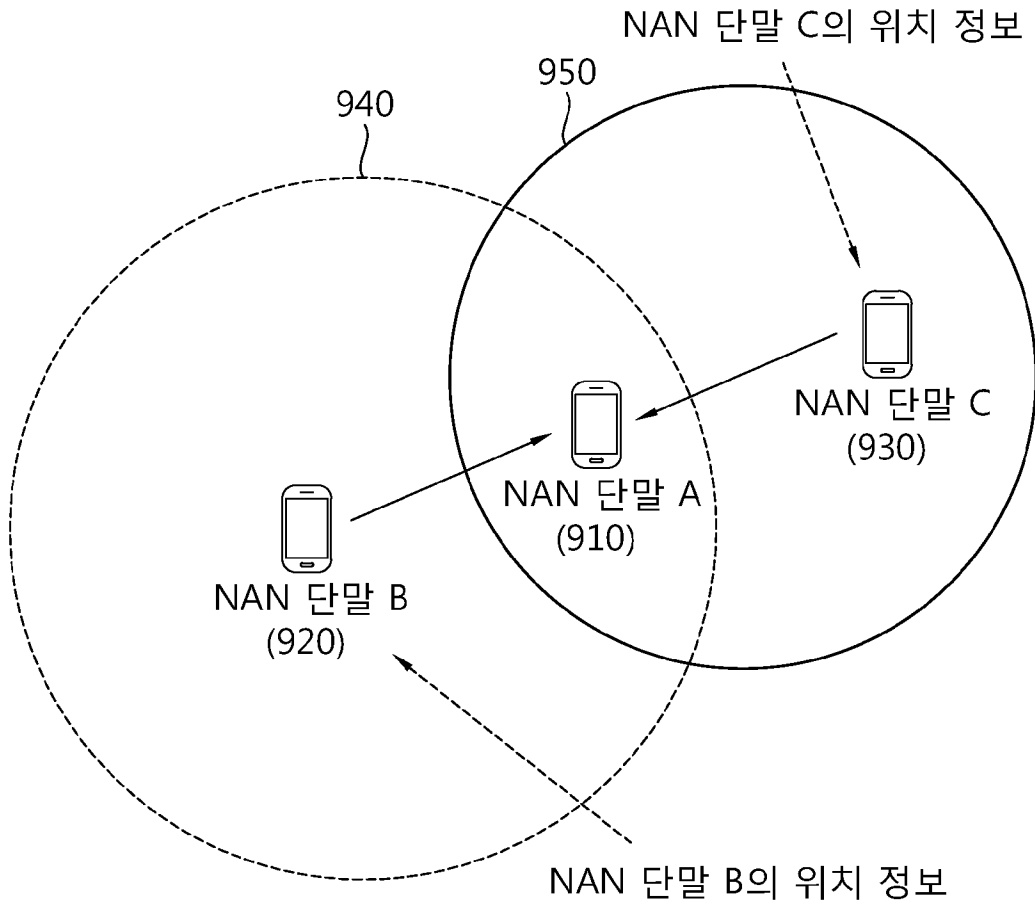 NAN 단말 C의 위치 정보
950
940
NAN 단말 C
(930)
NAN 단말 A
(910)
NAN 단말 B
(920)
NAN 단말 B의 위치 정보